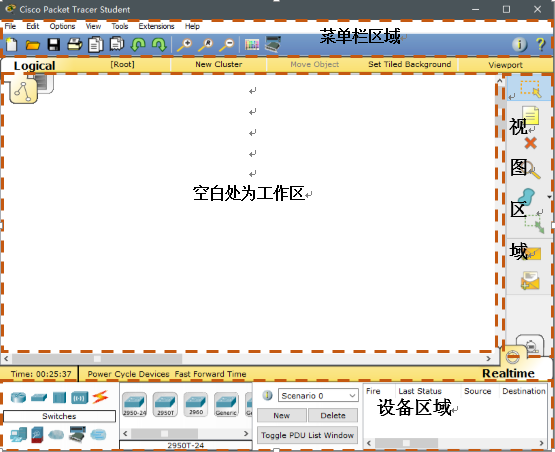 Cisco Packet Tracer Student
File Edit Options View Tools Extensions Help
菜单栏区域
Logical [Root] New Cluster Move Object Set Tiled Background Viewport
视
图
区
域
空白处为工作区
Time: 00:25:37 Power Cycle Devices Fast Forward Time Realtime
Scenario 0
Fire Last Status Source Destination
2950-24 2950T 2960 Generic Ge
Switches
New Delete
设备区域
Toggle PDU List Window
2950T-24